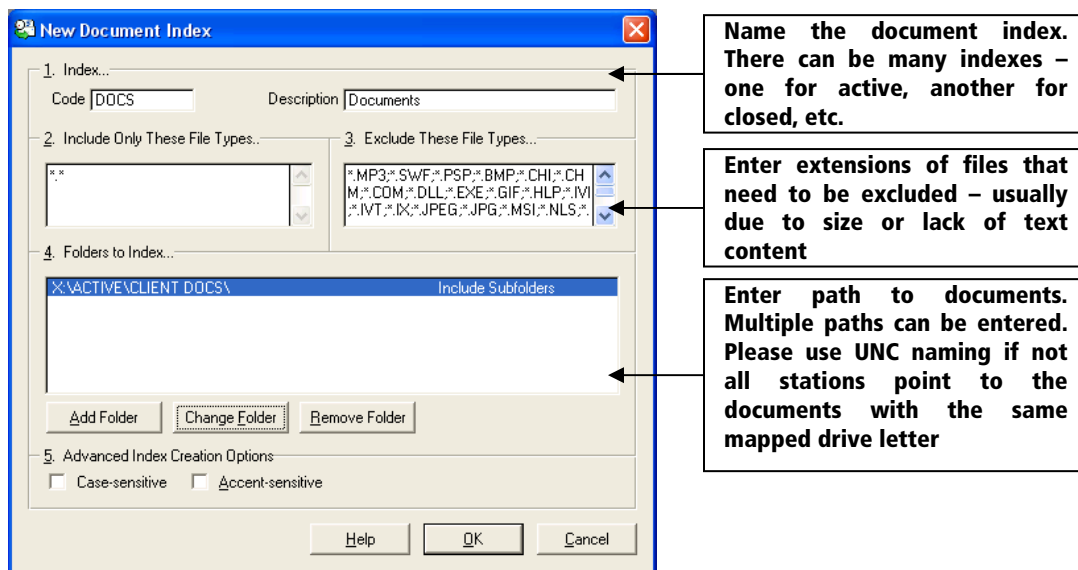 New Document Index
1. Index...
Code DOCS Description Documents
2. Include Only These File Types..
*.*
3. Exclude These File Types...
*.MP3;*.SWF;*.PSP;*.BMP;*.CHI;*.CH
M;*.COM;*.DLL;*.EXE;*.GIF;*.HLP;*.IVI
;*.IVT;*.IX;*.JPEG;*.JPG;*.MSI;*.NLS;*.
4. Folders to Index...
X:\ACTIVE\CLIENT DOCS\ Include Subfolders
Add Folder Change Folder Remove Folder
5. Advanced Index Creation Options
Case-sensitive Accent-sensitive
Help OK Cancel
Name the document index.
There can be many indexes –
one for active, another for
closed, etc.
Enter extensions of files that
need to be excluded – usually
due to size or lack of text
content
Enter path to documents.
Multiple paths can be entered.
Please use UNC naming if not
all stations point to the
documents with the same
mapped drive letter